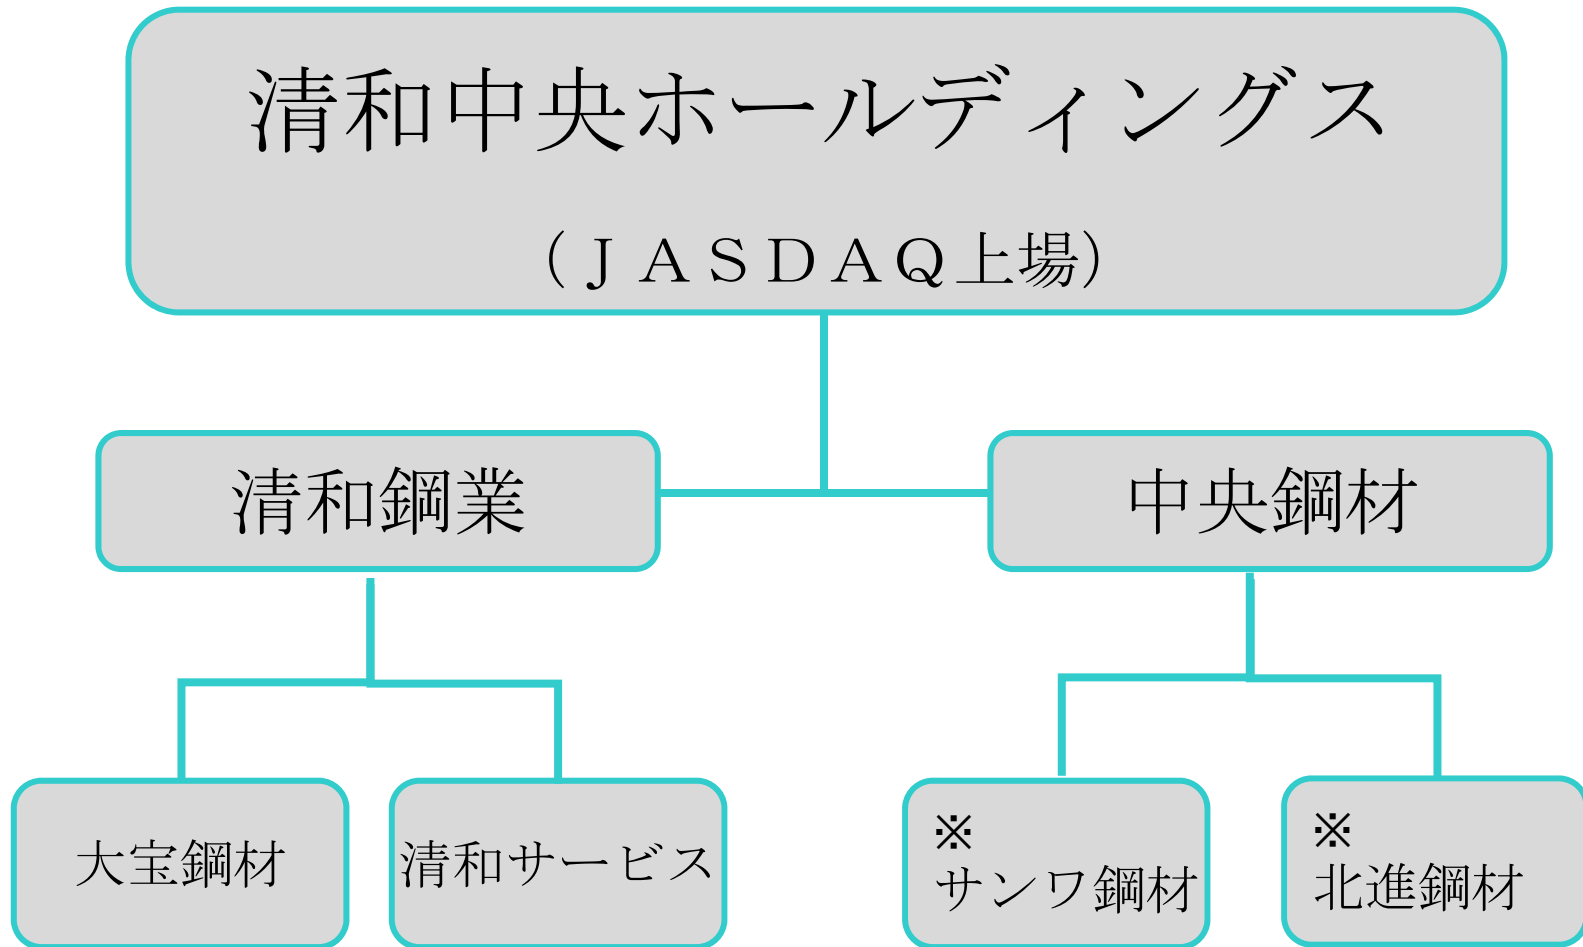 清和中央ホールディングス
（ＪＡＳＤＡＱ上場）
清和鋼業
中央鋼材
大宝鋼材
清和サービス
※
サンワ鋼材
※
北進鋼材